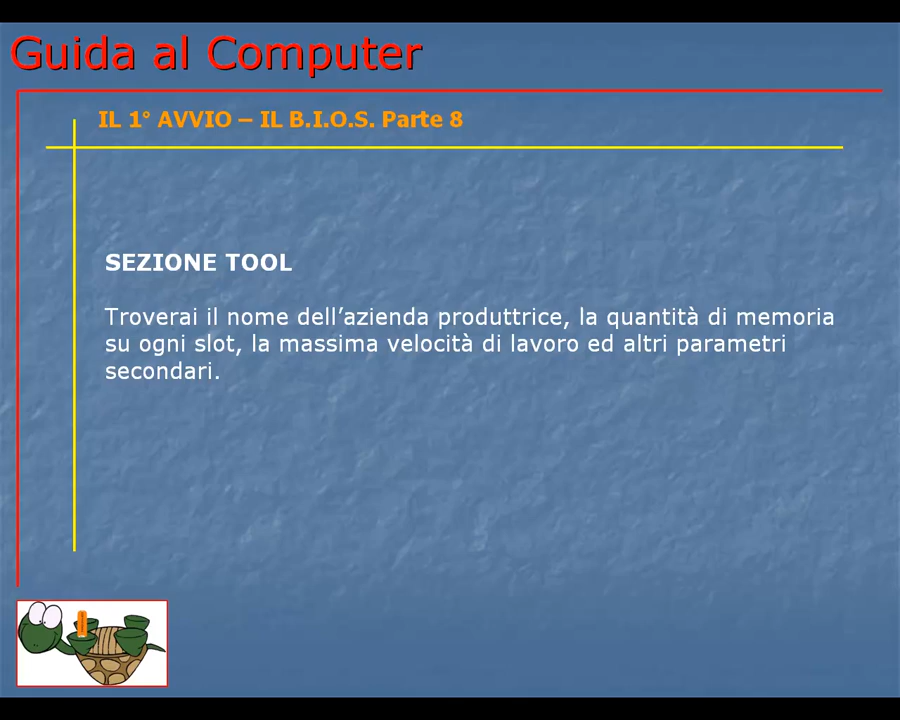 Guida al Computer
IL 1° AVVIO – IL B.I.O.S. Parte 8
SEZIONE TOOL
Troverai il nome dell’azienda produttrice, la quantità di memoria
su ogni slot, la massima velocità di lavoro ed altri parametri
secondari.